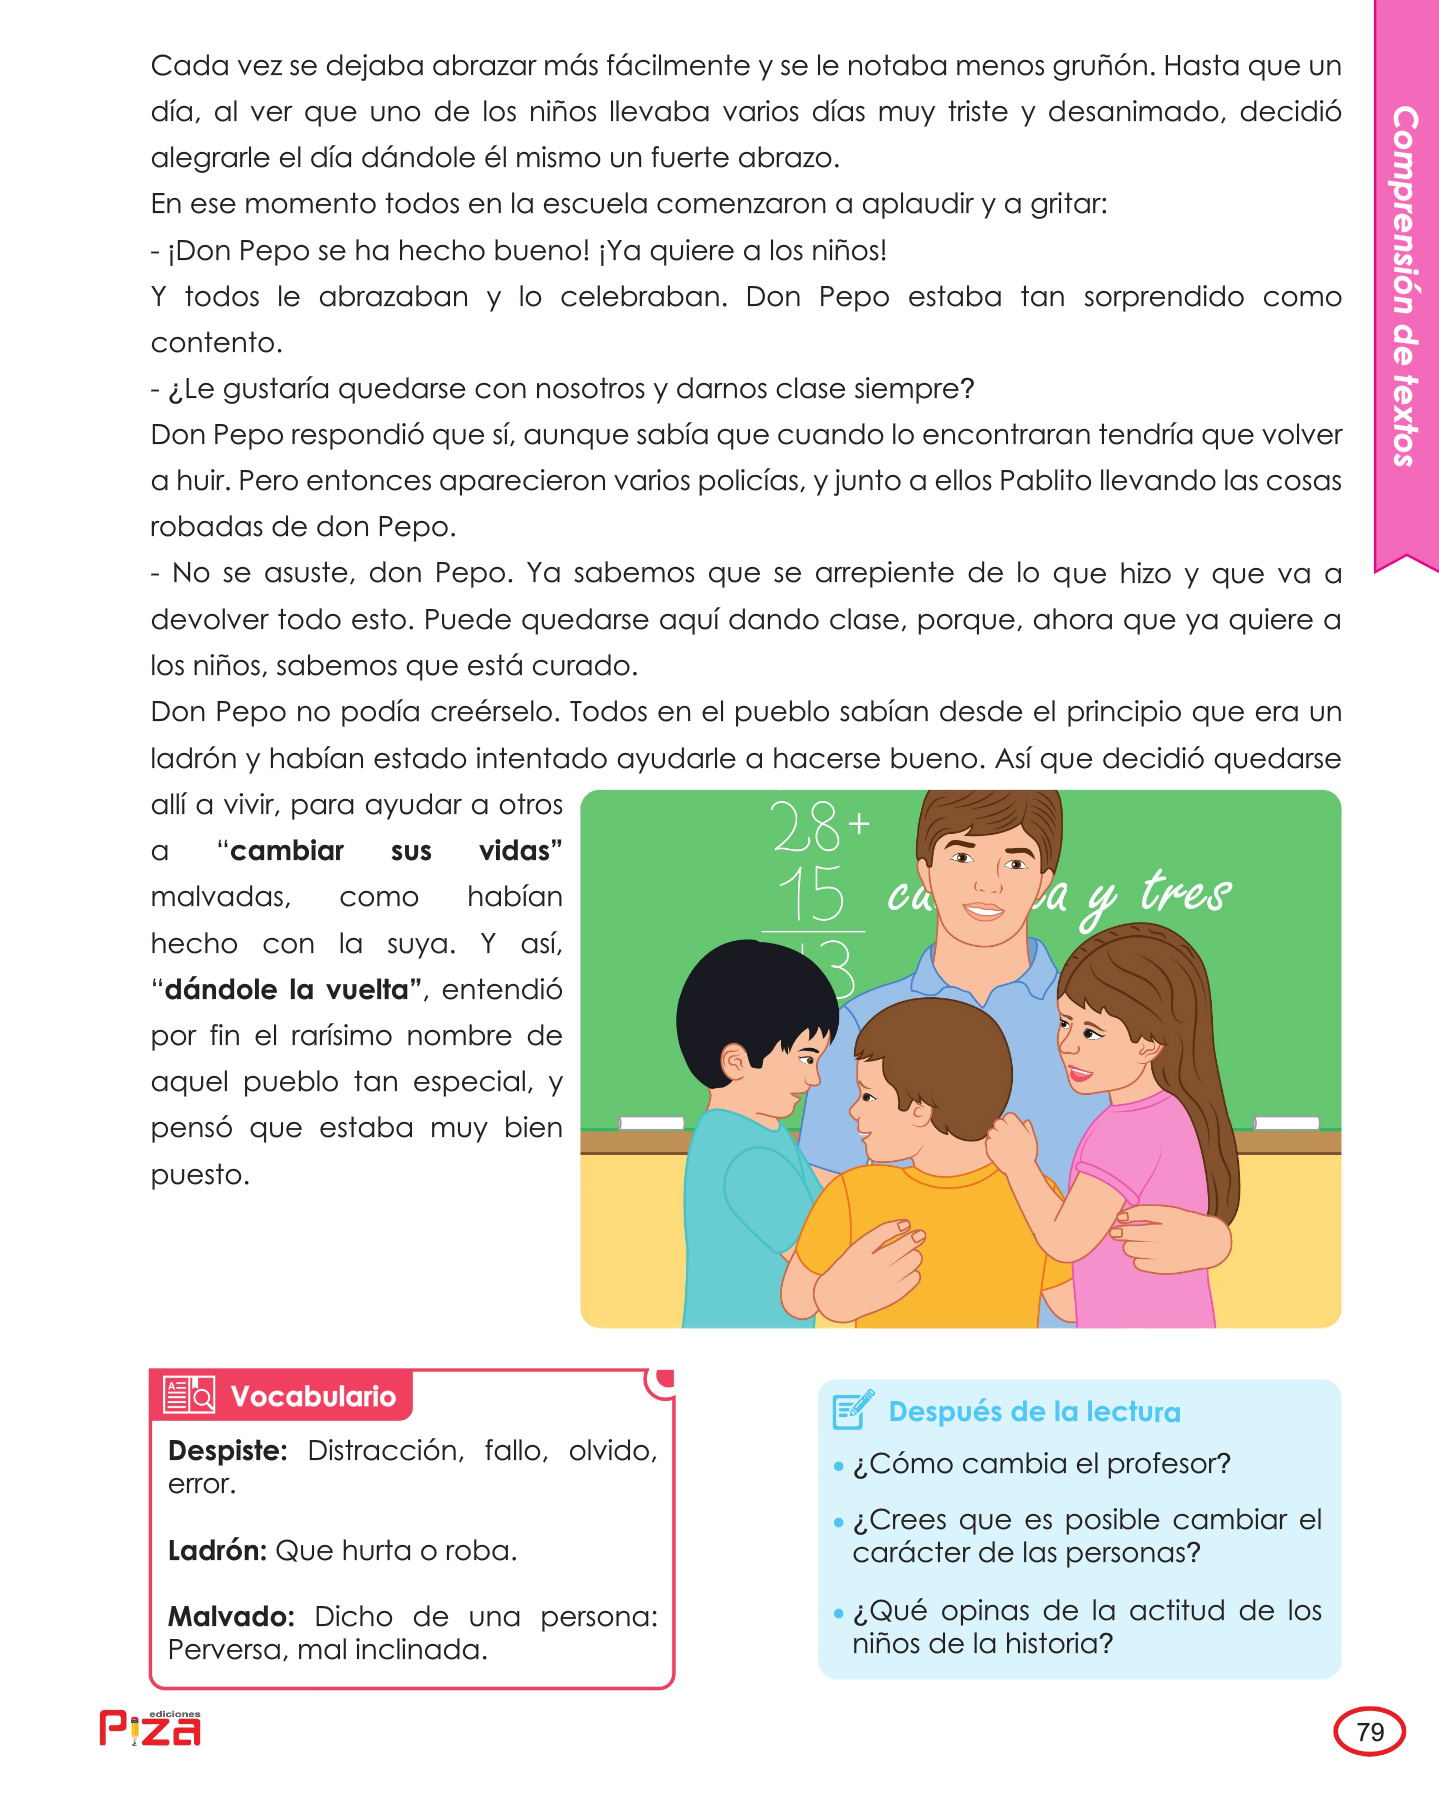 Cada vez se dejaba abrazar más fácilmente y se le notaba menos gruñón. Hasta que un
día, al ver que uno de los niños llevaba varios días muy triste y desanimado, decidió
alegrarle el día dándole él mismo un fuerte abrazo.
En ese momento todos en la escuela comenzaron a aplaudir y a gritar:
- ¡Don Pepo se ha hecho bueno! ¡Ya quiere a los niños!
Y todos le abrazaban y lo celebraban. Don Pepo estaba tan sorprendido como
contento.
- ¿Le gustaría quedarse con nosotros y darnos clase siempre?
Don Pepo respondió que sí, aunque sabía que cuando lo encontraran tendría que volver
a huir. Pero entonces aparecieron varios policías, y junto a ellos Pablito llevando las cosas
robadas de don Pepo.
- No se asuste, don Pepo. Ya sabemos que se arrepiente de lo que hizo y que va a
devolver todo esto. Puede quedarse aquí dando clase, porque, ahora que ya quiere a
los niños, sabemos que está curado.
Don Pepo no podía creérselo. Todos en el pueblo sabían desde el principio que era un
ladrón y habían estado intentado ayudarle a hacerse bueno. Así que decidió quedarse
allí a vivir, para ayudar a otros
a “cambiar sus vidas”
malvadas, como habían
hecho con la suya. Y así,
“dándole la vuelta”, entendió
por fin el rarísimo nombre de
aquel pueblo tan especial, y
pensó que estaba muy bien
puesto.
28+
15
3
y tres
Vocabulario
Despiste: Distracción, fallo, olvido,
error.
Ladrón: Que hurta o roba.
Malvado: Dicho de una persona:
Perversa, mal inclinada.
Después de la lectura
• ¿Cómo cambia el profesor?
• ¿Crees que es posible cambiar el
carácter de las personas?
• ¿Qué opinas de la actitud de los
niños de la historia?
Comprensión de textos
ediciones
Piza
79